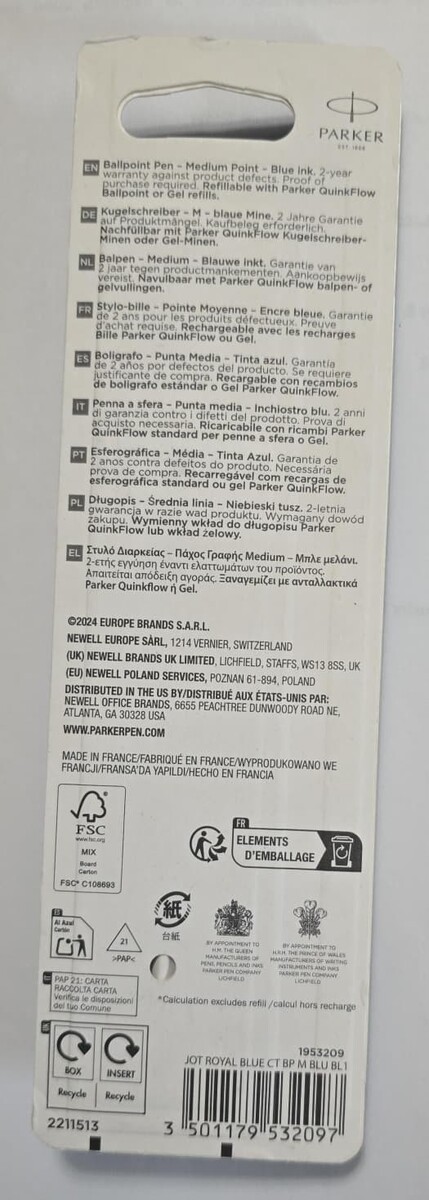 PARKER
EST. 1888
EN Ballpoint Pen – Medium Point – Blue ink. 2-year
warranty against product defects. Proof of
purchase required. Refillable with Parker QuinkFlow
Ballpoint or Gel refills.
DE Kugelschreiber – M – blaue Mine. 2 Jahre Garantie
auf Produktmängel. Kaufbeleg erforderlich.
Nachfüllbar mit Parker QuinkFlow Kugelschreiber-
Minen oder Gel-Minen.
NL Balpen – Medium – Blauwe inkt. Garantie van
2 jaar tegen productmankementen. Aankoopbewijs
vereist. Navulbaar met Parker QuinkFlow balpen- of
gelvullingen.
FR Stylo-bille – Pointe Moyenne – Encre bleue. Garantie
de 2 ans pour les produits défectueux. Preuve
d'achat requise. Rechargeable avec les recharges
Bille Parker QuinkFlow ou Gel.
ES Bolígrafo – Punta Media – Tinta azul. Garantía
de 2 años por defectos del producto. Se requiere
justificante de compra. Recargable con recambios
de bolígrafo estándar o Gel Parker QuinkFlow.
IT Penna a sfera – Punta media – Inchiostro blu. 2 anni
di garanzia contro i difetti del prodotto. Prova di
acquisto necessaria. Ricaricabile con ricambi Parker
QuinkFlow standard per penne a sfera o Gel.
PT Esferográfica – Média – Tinta Azul. Garantia de
2 anos contra defeitos do produto. Necessária
prova de compra. Recarregável com recargas de
esferográfica standard ou gel Parker QuinkFlow.
PL Długopis – Średnia linia – Niebieski tusz. 2-letnia
gwarancja w razie wad produktu. Wymagany dowód
zakupu. Wymienny wkład do długopisu Parker
QuinkFlow lub wkład żelowy.
EL Στυλό Διαρκείας – Πάχος Γραφής Medium – Μπλε μελάνι.
2-ετής εγγύηση έναντι ελαττωμάτων του προϊόντος.
Απαιτείται απόδειξη αγοράς. Ξαναγεμίζει με ανταλλακτικά
Parker Quinkflow ή Gel.
©2024 EUROPE BRANDS S.A.R.L.
NEWELL EUROPE SÀRL, 1214 VERNIER, SWITZERLAND
(UK) NEWELL BRANDS UK LIMITED, LICHFIELD, STAFFS, WS13 8SS, UK
(EU) NEWELL POLAND SERVICES, POZNAN 61-894, POLAND
DISTRIBUTED IN THE US BY/DISTRIBUÉ AUX ÉTATS-UNIS PAR:
NEWELL OFFICE BRANDS, 6655 PEACHTREE DUNWOODY ROAD NE,
ATLANTA, GA 30328 USA
WWW.PARKERPEN.COM
MADE IN FRANCE/FABRIQUÉ EN FRANCE/WYPRODUKOWANO WE
FRANCJI/FRANSA'DA YAPILDI/HECHO EN FRANCIA
FSC
www.fsc.org
MIX
Board
Carton
FSC® C108693
FR
ELEMENTS
D'EMBALLAGE
Al Azul
Cartón
21
>PAP<
紙
台紙
BY APPOINTMENT TO
H.M. THE QUEEN
MANUFACTURERS OF
PENS, PENCILS AND INKS
PARKER PEN COMPANY
LICHFIELD
BY APPOINTMENT TO
H.R.H. THE PRINCE OF WALES
MANUFACTURERS OF WRITING
INSTRUMENTS AND INKS
PARKER PEN COMPANY
LICHFIELD
PAP 21: CARTA
RACCOLTA CARTA
Verifica le disposizioni
del tuo Comune
*Calculation excludes refill /calcul hors recharge
BOX
Recycle
INSERT
Recycle
2211513
1953209
JOT ROYAL BLUE CT BP M BLU BL1
3 501179 532097